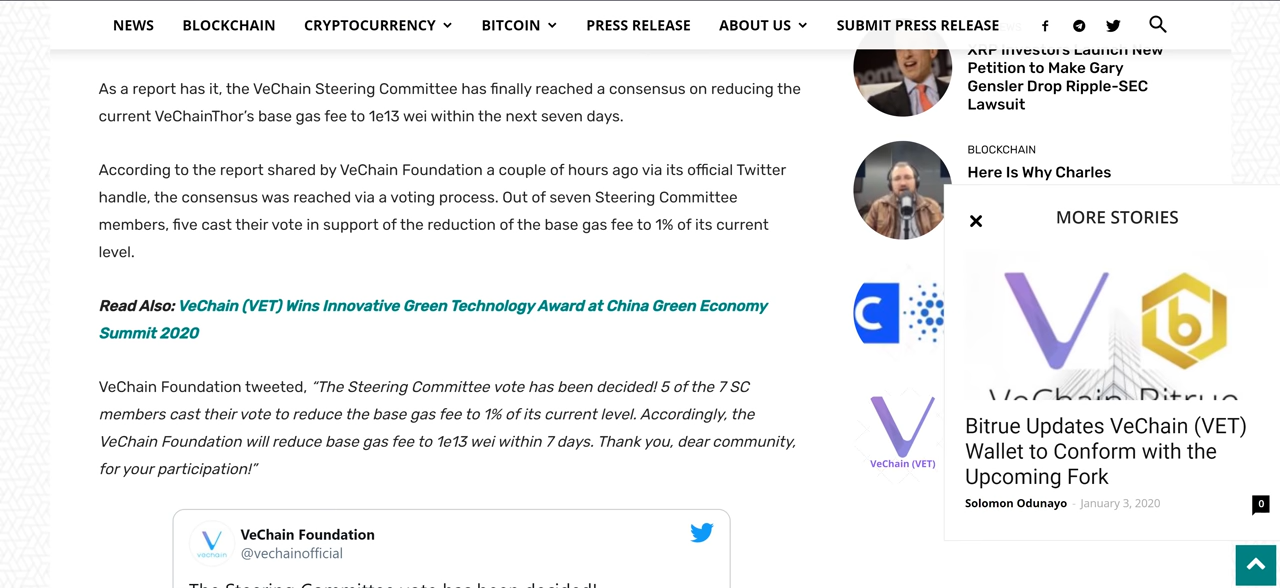 NEWS BLOCKCHAIN CRYPTOCURRENCY BITCOIN PRESS RELEASE ABOUT US SUBMIT PRESS RELEASE
As a report has it, the VeChain Steering Committee has finally reached a consensus on reducing the
current VeChainThor’s base gas fee to 1e13 wei within the next seven days.
According to the report shared by VeChain Foundation a couple of hours ago via its official Twitter
handle, the consensus was reached via a voting process. Out of seven Steering Committee
members, five cast their vote in support of the reduction of the base gas fee to 1% of its current
level.
Read Also: VeChain (VET) Wins Innovative Green Technology Award at China Green Economy
Summit 2020
VeChain Foundation tweeted, “The Steering Committee vote has been decided! 5 of the 7 SC
members cast their vote to reduce the base gas fee to 1% of its current level. Accordingly, the
VeChain Foundation will reduce base gas fee to 1e13 wei within 7 days. Thank you, dear community,
for your participation!”
VeChain Foundation
@vechainofficial
vechain
The Steering Committee vote has been decided!
XRP Investors Launch New
Petition to Make Gary
Gensler Drop Ripple-SEC
Lawsuit
BLOCKCHAIN
Here Is Why Charles
VeChain (VET)
MORE STORIES
VeChain Bitrue
Bitrue Updates VeChain (VET)
Wallet to Conform with the
Upcoming Fork
Solomon Odunayo - January 3, 2020
0